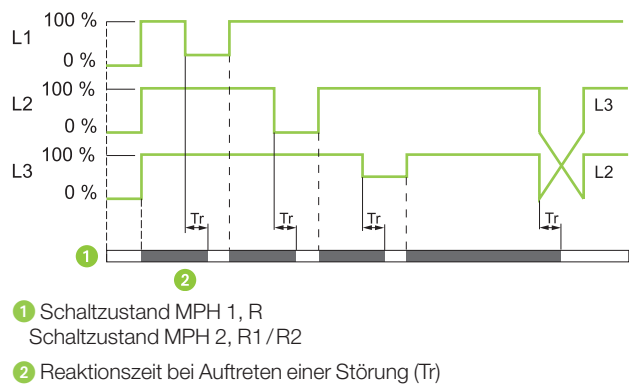 100 %
L1
0 %
100 %
L2
L3
0 %
100 %
L3
L2
0 %
Tr Tr Tr Tr
1
2
1 Schaltzustand MPH 1, R
Schaltzustand MPH 2, R1/R2
2 Reaktionszeit bei Auftreten einer Störung (Tr)